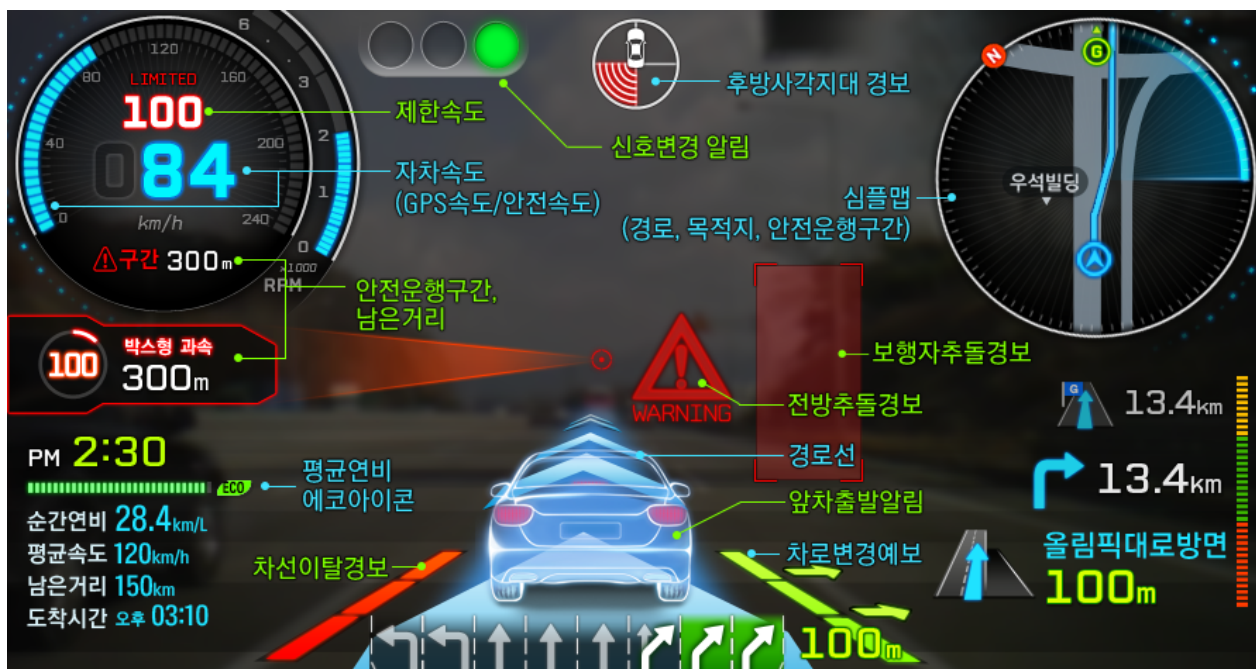 6
120
3
80
160
LIMITED
100
제한속도
2
40
200
084
1
자차속도
(GPS속도/안전속도)
0
240
km/h
0
x1000
RPM
구간 300m
안전운행구간,
남은거리
100
박스형 과속
300m
후방사각지대 경보
신호변경 알림
N
G
우석빌딩
심플맵
(경로, 목적지, 안전운행구간)
보행자추돌경보
WARNING
전방추돌경보
경로선
앞차출발알림
차로변경예보
차선이탈경보
PM 2:30
ECO
평균연비
에코아이콘
순간연비 28.4km/L
평균속도 120km/h
남은거리 150km
도착시간 오후 03:10
G
13.4km
13.4km
올림픽대로방면
100m
100m